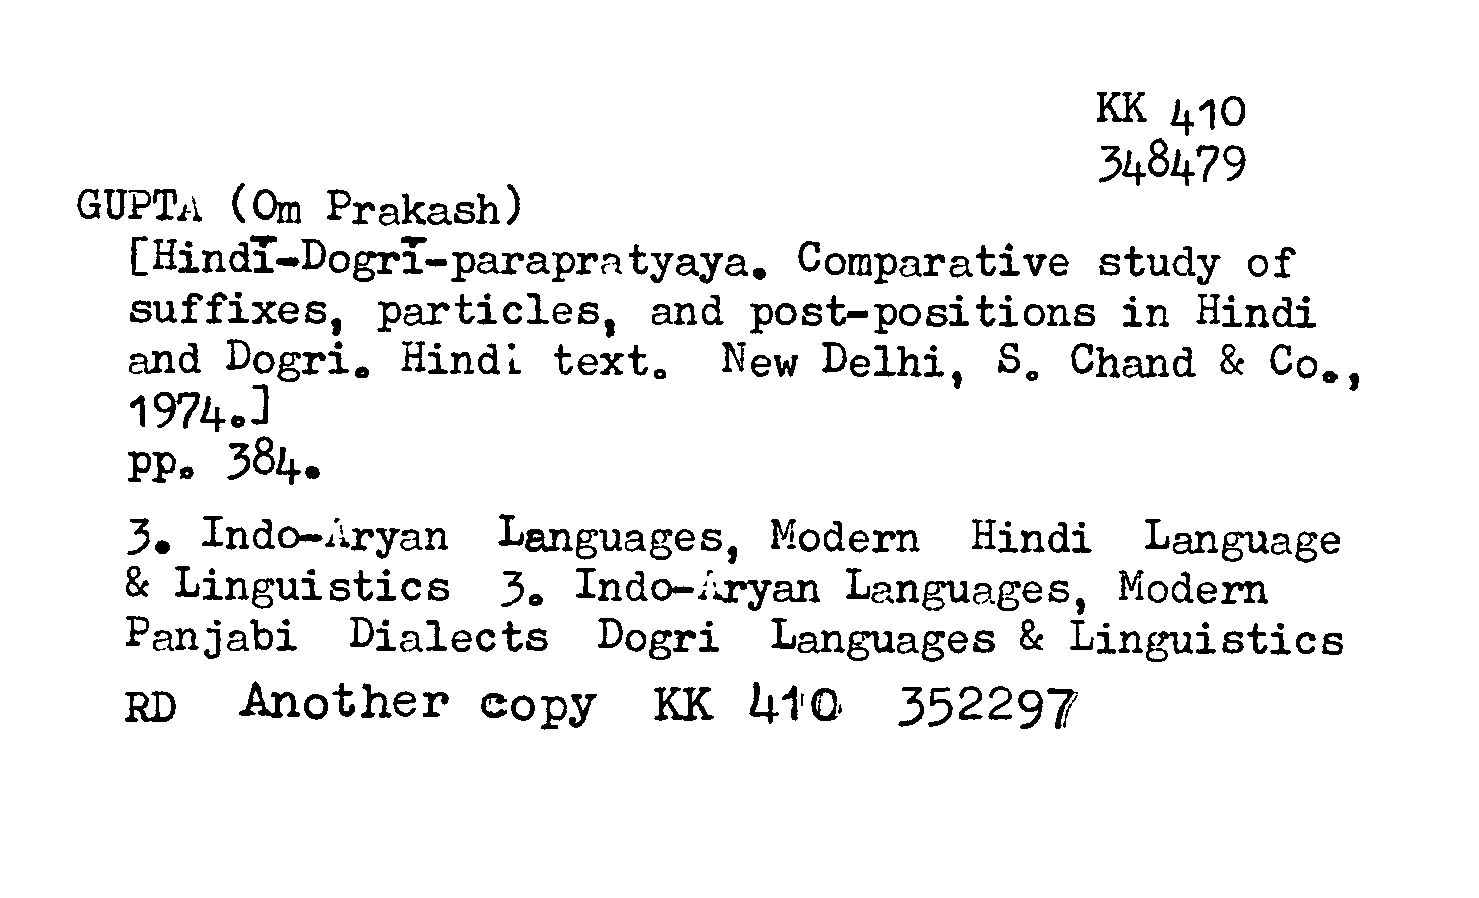 KK 410
348479
GUPTA (Om Prakash)
[Hindī-Dogrī-parapratyaya. Comparative study of
suffixes, particles, and post-positions in Hindi
and Dogri. Hindi text. New Delhi, S. Chand & Co.,
1974.]
pp. 384.
3. Indo-Aryan Languages, Modern Hindi Language
& Linguistics 3. Indo-Aryan Languages, Modern
Panjabi Dialects Dogri Languages & Linguistics
RD Another copy KK 410 352297